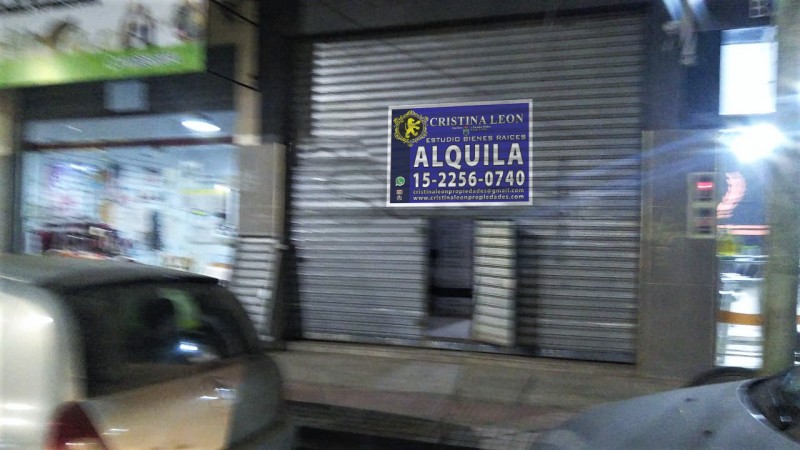 CRISTINA LEON
ESTUDIO BIENES RAICES
ALQUILA
15-2256-0740
cristinaleonpropiedades@gmail.com
www.cristinaleonpropiedades.com